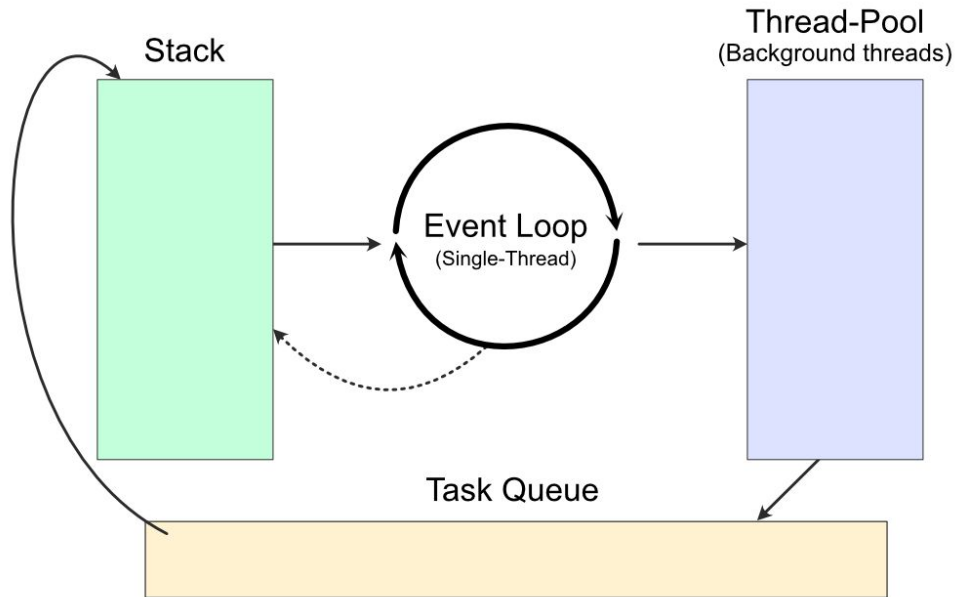 Stack
Thread-Pool
(Background threads)
Event Loop
(Single-Thread)
Task Queue